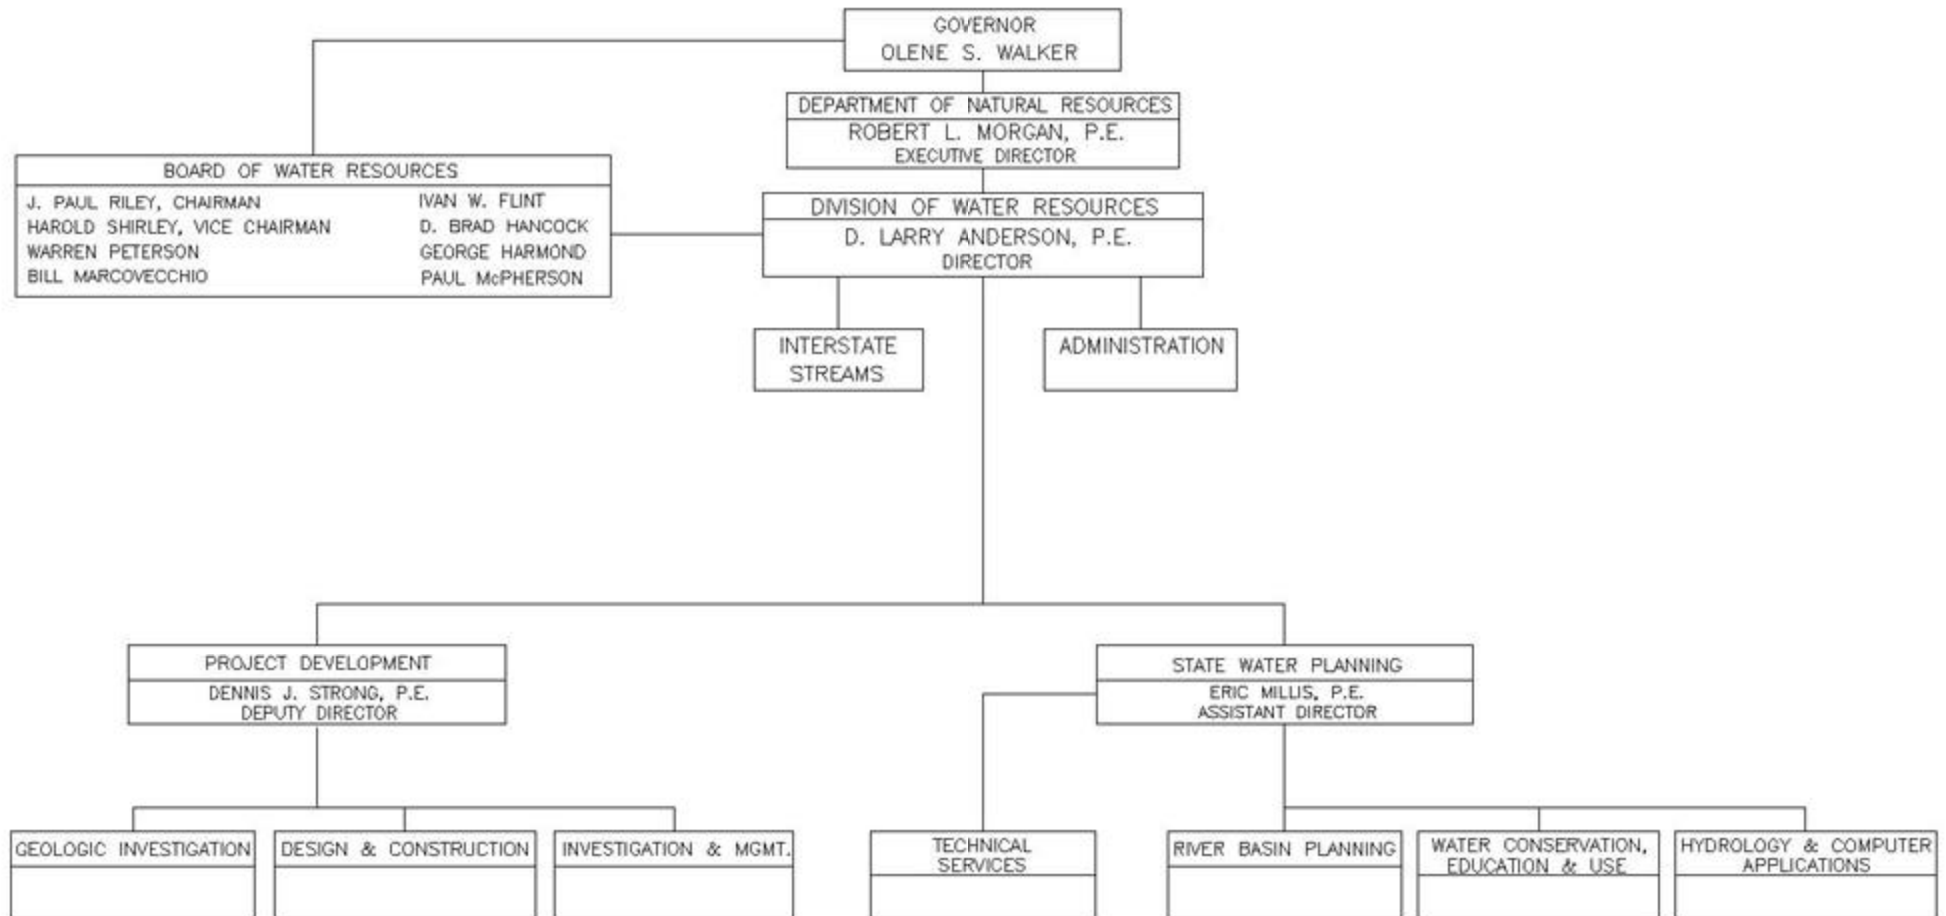 GOVERNOR
OLENE S. WALKER
DEPARTMENT OF NATURAL RESOURCES
ROBERT L. MORGAN, P.E.
EXECUTIVE DIRECTOR
BOARD OF WATER RESOURCES
J. PAUL RILEY, CHAIRMAN
HAROLD SHIRLEY, VICE CHAIRMAN
WARREN PETERSON
BILL MARCOVECCHIO
IVAN W. FLINT
D. BRAD HANCOCK
GEORGE HARMOND
PAUL McPHERSON
DIVISION OF WATER RESOURCES
D. LARRY ANDERSON, P.E.
DIRECTOR
INTERSTATE
STREAMS
ADMINISTRATION
PROJECT DEVELOPMENT
DENNIS J. STRONG, P.E.
DEPUTY DIRECTOR
STATE WATER PLANNING
ERIC MILLIS, P.E.
ASSISTANT DIRECTOR
GEOLOGIC INVESTIGATION
DESIGN & CONSTRUCTION
INVESTIGATION & MGMT.
TECHNICAL
SERVICES
RIVER BASIN PLANNING
WATER CONSERVATION,
EDUCATION & USE
HYDROLOGY & COMPUTER
APPLICATIONS